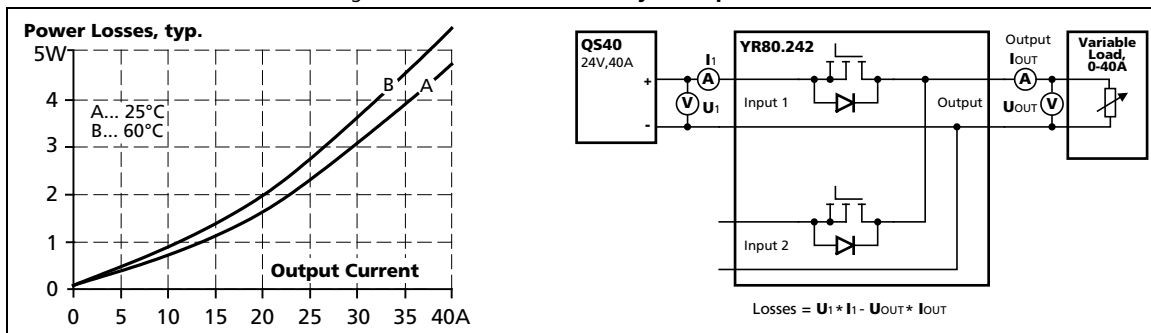 Power Losses, typ.
5W
4
3
2
1
0
A... 25°C
B... 60°C
B
A
Output Current
0 5 10 15 20 25 30 35 40A
QS40
24V,40A
+
-
I1
A
V
U1
YR80.242
Input 1
Output
Input 2
Output
IOUT
A
UOUT
V
Variable
Load,
0-40A
Losses = U1 * I1 - UOUT * IOUT